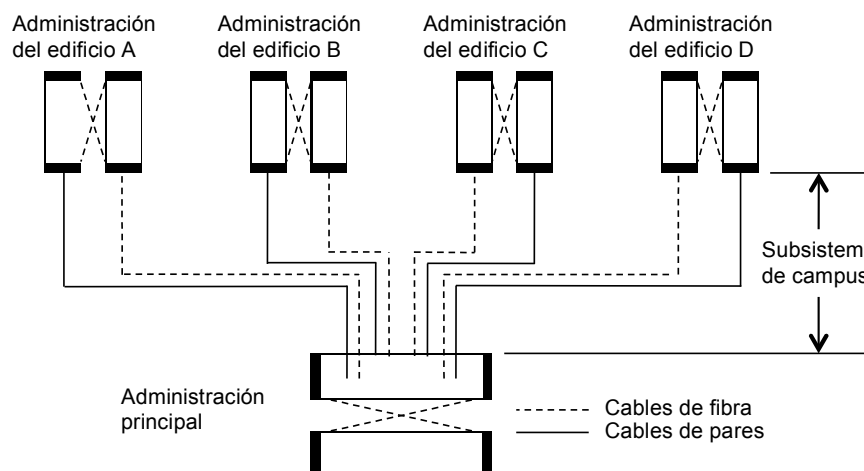 Administración
del edificio A
Administración
del edificio B
Administración
del edificio C
Administración
del edificio D
Subsistem
de campus
Administración
principal
Cables de fibra
Cables de pares